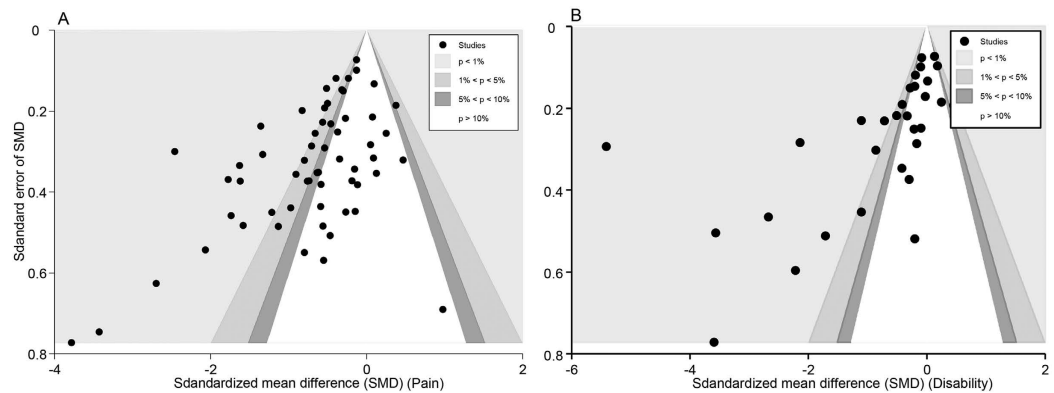 A
0
0.2
0.4
0.6
0.8
Sdandard error of SMD
-4
-2
0
2
Sdandardized mean difference (SMD) (Pain)
Studies
p < 1%
1% < p < 5%
5% < p < 10%
p > 10%
B
0
0.2
0.4
0.6
0.8
-6
-4
-2
0
2
Sdandardized mean difference (SMD) (Disability)
Studies
p < 1%
1% < p < 5%
5% < p < 10%
p > 10%